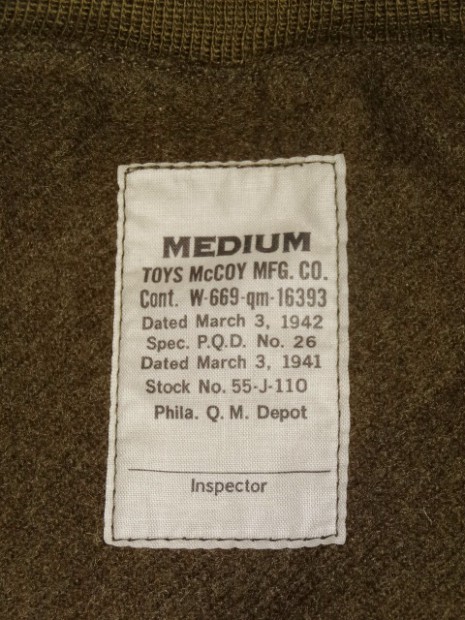 MEDIUM
TOYS McCOY MFG. CO.
Cont. W-669-qm-16393
Dated March 3, 1942
Spec. P.Q.D. No. 26
Dated March 3, 1941
Stock No. 55-J-110
Phila. Q. M. Depot
Inspector